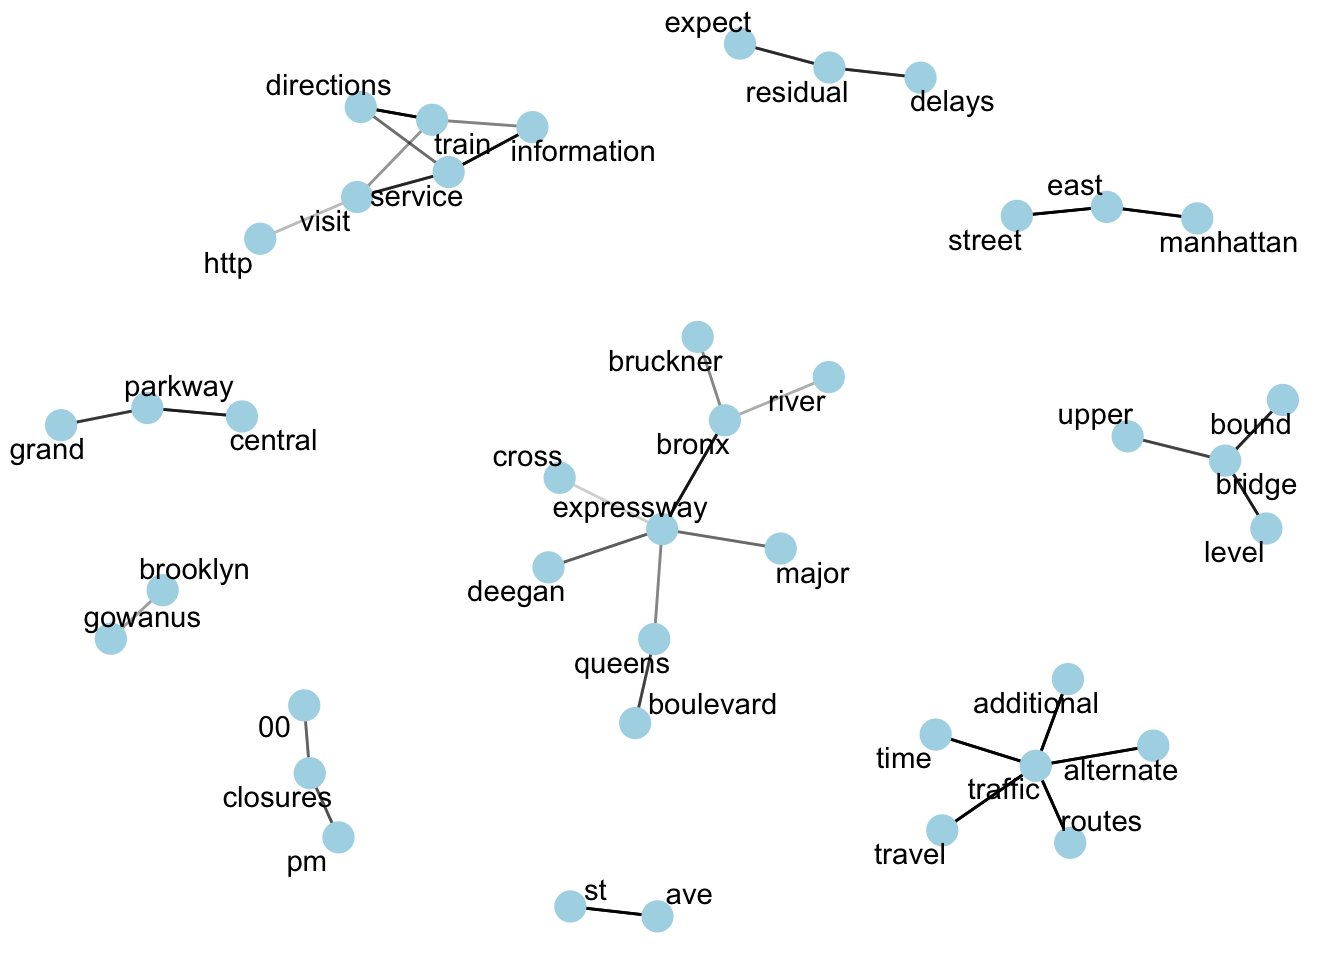 expect
residual
delays
directions
train
information
service
visit
http
east
street
manhattan
parkway
grand
central
bruckner
river
bronx
cross
expressway
deegan
major
queens
boulevard
upper
bound
bridge
level
brooklyn
gowanus
00
closures
pm
additional
time
alternate
traffic
routes
travel
st
ave